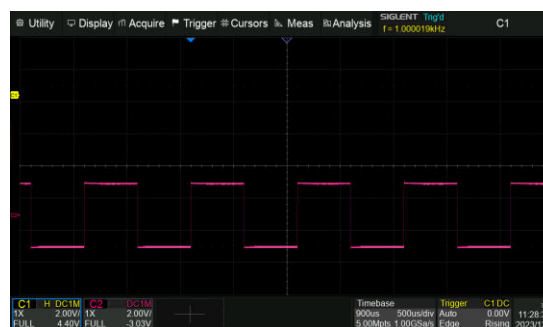 Utility Display Acquire Trigger Cursors Meas Analysis SIGLENT Trig'd C1
f = 1.000019kHz
C1 H DC1M C2 DC1M Timebase Trigger C1 DC
1X 2.00V/ 1X 2.00V/ 900us 500us/div Auto 0.00V 11:28:
FULL 4.40V FULL -3.03V 5.00Mpts 1.00GSa/s Edge Rising